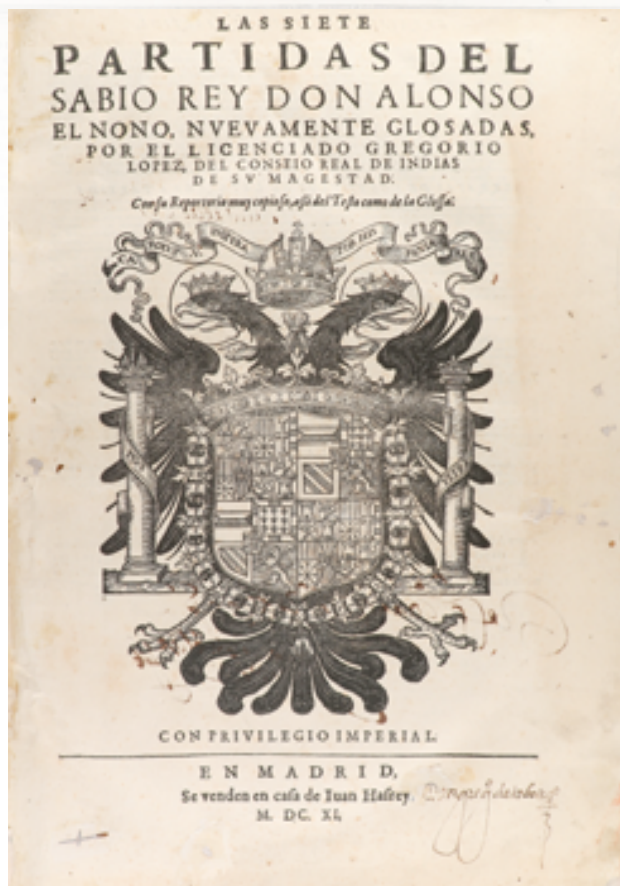 LAS SIETE
PARTIDAS DEL
SABIO REY DON ALONSO
EL NONO, NVEVAMENTE GLOSADAS,
POR EL LICENCIADO GREGORIO
LOPEZ, DEL CONSEIO REAL DE INDIAS
DE SV MAGESTAD.
Con su Repertorio muy copioso, assi del Testo como de la Glossa.
CON PRIVILEGIO IMPERIAL.
EN MADRID,
Se venden en casa de Iuan Hasrey.
M. DC. XI.